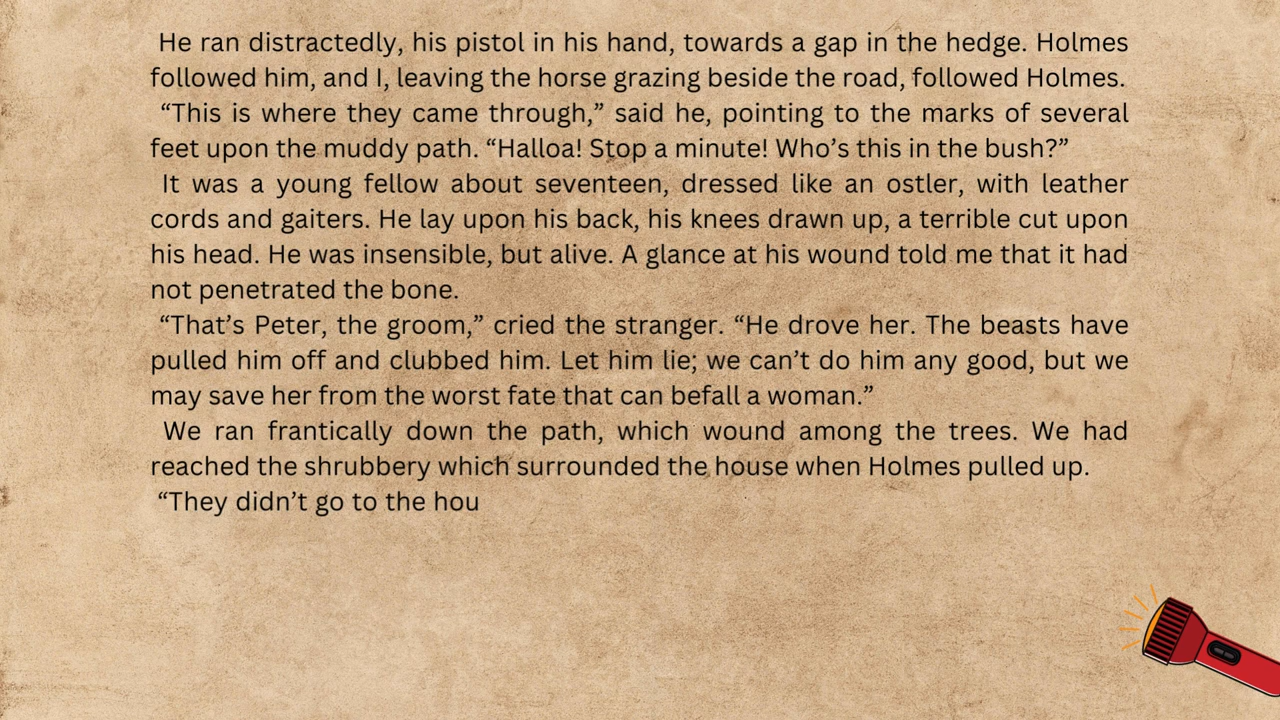 He ran distractedly, his pistol in his hand, towards a gap in the hedge. Holmes
followed him, and I, leaving the horse grazing beside the road, followed Holmes.
“This is where they came through,” said he, pointing to the marks of several
feet upon the muddy path. “Halloa! Stop a minute! Who’s this in the bush?”
It was a young fellow about seventeen, dressed like an ostler, with leather
cords and gaiters. He lay upon his back, his knees drawn up, a terrible cut upon
his head. He was insensible, but alive. A glance at his wound told me that it had
not penetrated the bone.
“That’s Peter, the groom,” cried the stranger. “He drove her. The beasts have
pulled him off and clubbed him. Let him lie; we can’t do him any good, but we
may save her from the worst fate that can befall a woman.”
We ran frantically down the path, which wound among the trees. We had
reached the shrubbery which surrounded the house when Holmes pulled up.
“They didn’t go to the hou